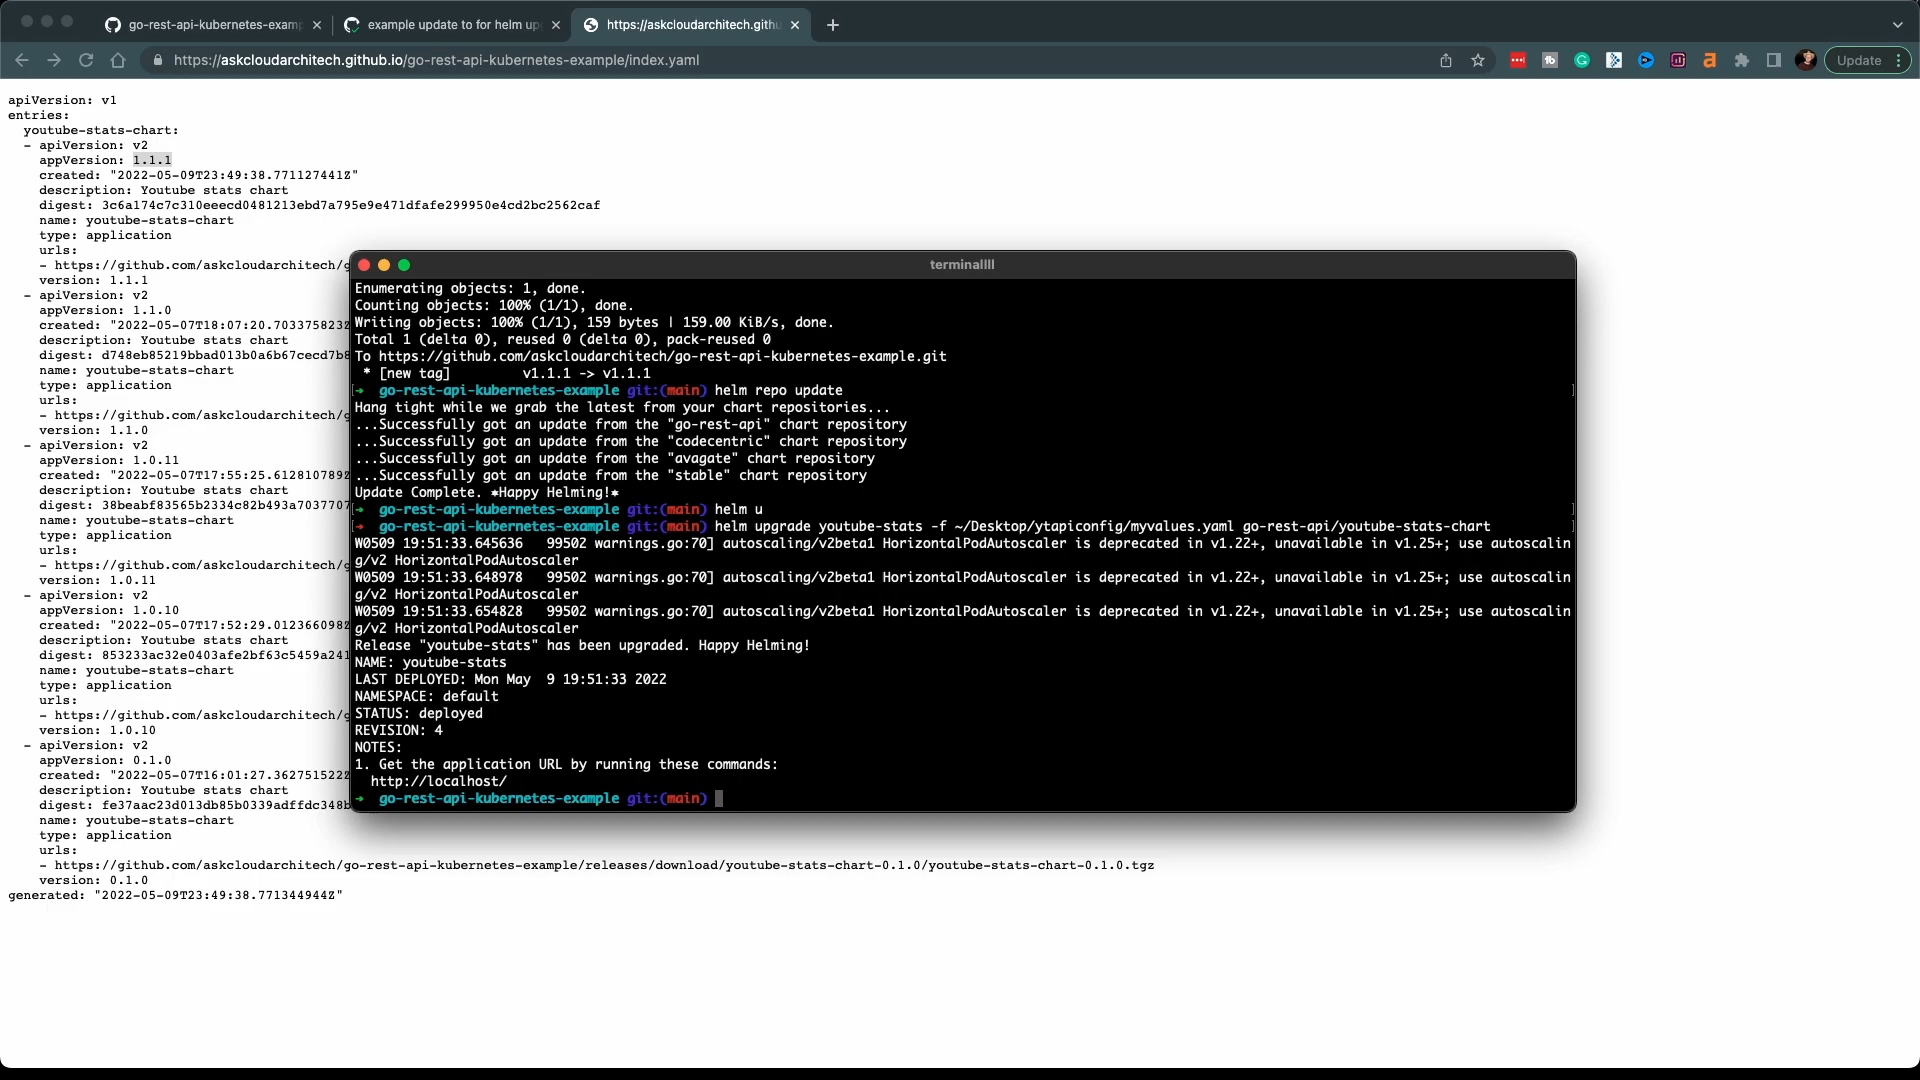 go-rest-api-kubernetes-examp
example update to for helm up
https://askcloudarchitech.githu
https://askcloudarchitech.github.io/go-rest-api-kubernetes-example/index.yaml
Update
apiVersion: v1
entries:
youtube-stats-chart:
- apiVersion: v2
appVersion: 1.1.1
created: "2022-05-09T23:49:38.771127441Z"
description: Youtube stats chart
digest: 3c6a174c7c310eeecd0481213ebd7a795e9e471dfafe299950e4cd2bc2562caf
name: youtube-stats-chart
type: application
urls:
- https://github.com/askcloudarchitech/g
version: 1.1.1
- apiVersion: v2
appVersion: 1.1.0
created: "2022-05-07T18:07:20.703375823Z
description: Youtube stats chart
digest: d748eb85219bbad013b0a6b67cecd7b8
name: youtube-stats-chart
type: application
urls:
- https://github.com/askcloudarchitech/g
version: 1.1.0
- apiVersion: v2
appVersion: 1.0.11
created: "2022-05-07T17:55:25.612810789Z
description: Youtube stats chart
digest: 38beabf83565b2334c82b493a7037707
name: youtube-stats-chart
type: application
urls:
- https://github.com/askcloudarchitech/g
version: 1.0.11
- apiVersion: v2
appVersion: 1.0.10
created: "2022-05-07T17:52:29.012366098Z
description: Youtube stats chart
digest: 853233ac32e0403afe2bf63c5459a241
name: youtube-stats-chart
type: application
urls:
- https://github.com/askcloudarchitech/g
version: 1.0.10
- apiVersion: v2
appVersion: 0.1.0
created: "2022-05-07T16:01:27.362751522Z
description: Youtube stats chart
digest: fe37aac23d013db85b0339adffdc348b
name: youtube-stats-chart
type: application
urls:
- https://github.com/askcloudarchitech/go-rest-api-kubernetes-example/releases/download/youtube-stats-chart-0.1.0/youtube-stats-chart-0.1.0.tgz
version: 0.1.0
generated: "2022-05-09T23:49:38.771344944Z"
terminallll
Enumerating objects: 1, done.
Counting objects: 100% (1/1), done.
Writing objects: 100% (1/1), 159 bytes | 159.00 KiB/s, done.
Total 1 (delta 0), reused 0 (delta 0), pack-reused 0
To https://github.com/askcloudarchitech/go-rest-api-kubernetes-example.git
* [new tag] v1.1.1 -> v1.1.1
[➜ go-rest-api-kubernetes-example git:(main) helm repo update ]
Hang tight while we grab the latest from your chart repositories...
...Successfully got an update from the "go-rest-api" chart repository
...Successfully got an update from the "codecentric" chart repository
...Successfully got an update from the "avagate" chart repository
...Successfully got an update from the "stable" chart repository
Update Complete. ⎈Happy Helming!⎈
[➜ go-rest-api-kubernetes-example git:(main) helm u ]
[➜ go-rest-api-kubernetes-example git:(main) helm upgrade youtube-stats -f ~/Desktop/ytapiconfig/myvalues.yaml go-rest-api/youtube-stats-chart ]
W0509 19:51:33.645636 99502 warnings.go:70] autoscaling/v2beta1 HorizontalPodAutoscaler is deprecated in v1.22+, unavailable in v1.25+; use autoscalin
g/v2 HorizontalPodAutoscaler
W0509 19:51:33.648978 99502 warnings.go:70] autoscaling/v2beta1 HorizontalPodAutoscaler is deprecated in v1.22+, unavailable in v1.25+; use autoscalin
g/v2 HorizontalPodAutoscaler
W0509 19:51:33.654828 99502 warnings.go:70] autoscaling/v2beta1 HorizontalPodAutoscaler is deprecated in v1.22+, unavailable in v1.25+; use autoscalin
g/v2 HorizontalPodAutoscaler
Release "youtube-stats" has been upgraded. Happy Helming!
NAME: youtube-stats
LAST DEPLOYED: Mon May  9 19:51:33 2022
NAMESPACE: default
STATUS: deployed
REVISION: 4
NOTES:
1. Get the application URL by running these commands:
http://localhost/
➜ go-rest-api-kubernetes-example git:(main)